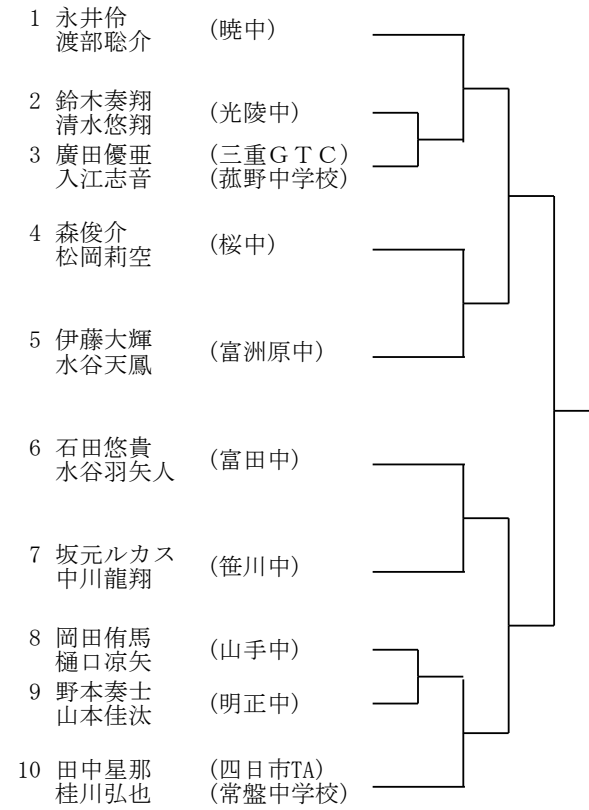 1 永井伶 (暁中)
渡部聡介
2 鈴木奏翔 (光陵中)
清水悠翔
3 廣田優亜 (三重ＧＴＣ)
入江志音 (菰野中学校)
4 森俊介 (桜中)
松岡莉空
5 伊藤大輝 (富洲原中)
水谷天鳳
6 石田悠貴 (富田中)
水谷羽矢人
7 坂元ルカス (笹川中)
中川龍翔
8 岡田侑馬 (山手中)
樋口凉矢
9 野本奏士 (明正中)
山本佳汰
10 田中星那 (四日市TA)
桂川弘也 (常盤中学校)